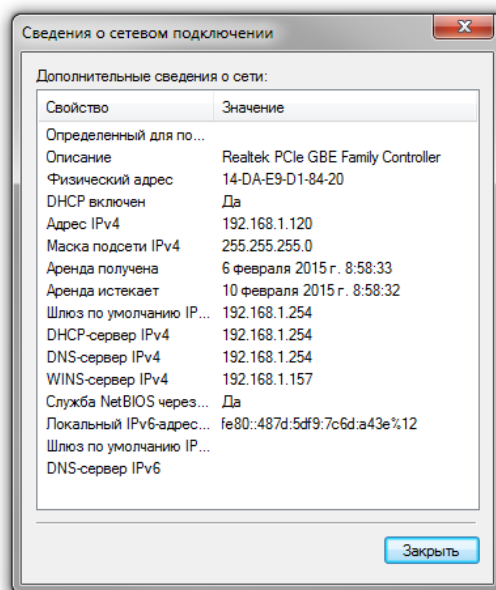 Сведения о сетевом подключении
Дополнительные сведения о сети:
Свойство Значение
Определенный для по...
Описание Realtek PCIe GBE Family Controller
Физический адрес 14-DA-E9-D1-84-20
DHCP включен Да
Адрес IPv4 192.168.1.120
Маска подсети IPv4 255.255.255.0
Аренда получена 6 февраля 2015 г. 8:58:33
Аренда истекает 10 февраля 2015 г. 8:58:32
Шлюз по умолчанию IP... 192.168.1.254
DHCP-сервер IPv4 192.168.1.254
DNS-сервер IPv4 192.168.1.254
WINS-сервер IPv4 192.168.1.157
Служба NetBIOS через... Да
Локальный IPv6-адрес... fe80::487d:5df9:7c6d:a43e%12
Шлюз по умолчанию IP...
DNS-сервер IPv6
Закрыть